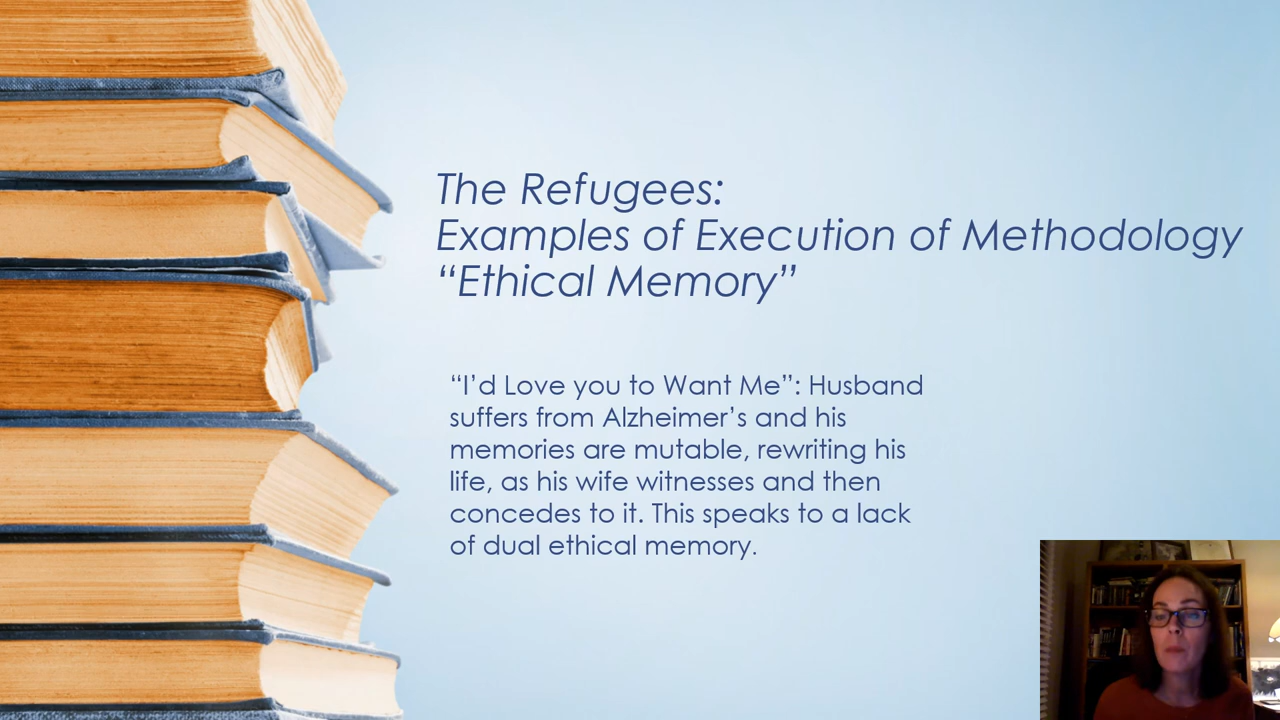 The Refugees:
Examples of Execution of Methodology
“Ethical Memory”
“I’d Love you to Want Me”: Husband
suffers from Alzheimer’s and his
memories are mutable, rewriting his
life, as his wife witnesses and then
concedes to it. This speaks to a lack
of dual ethical memory.